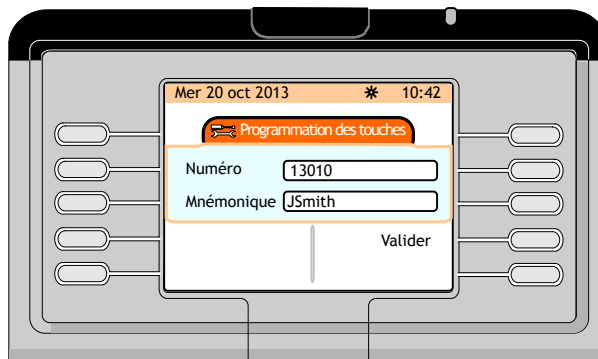 Mer 20 oct 2013 10:42
Programmation des touches
Numéro 13010
Mnémonique JSmith
Valider